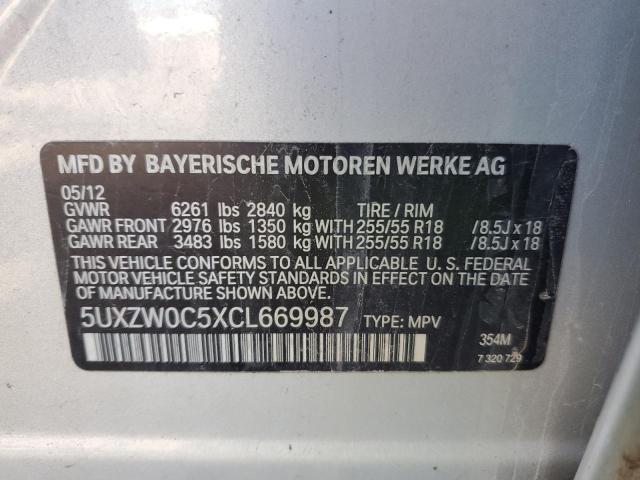 MFD BY BAYERISCHE MOTOREN WERKE AG
05/12
GVWR 6261 lbs 2840 kg TIRE / RIM
GAWR FRONT 2976 lbs 1350 kg WITH 255/55 R18 /8.5J x 18
GAWR REAR 3483 lbs 1580 kg WITH 255/55 R18 /8.5J x 18
THIS VEHICLE CONFORMS TO ALL APPLICABLE U. S. FEDERAL
MOTOR VEHICLE SAFETY STANDARDS IN EFFECT ON THE DATE
OF MANUFACTURE SHOWN ABOVE.
5UXZW0C5XCL669987 TYPE: MPV
354M
7 320 729